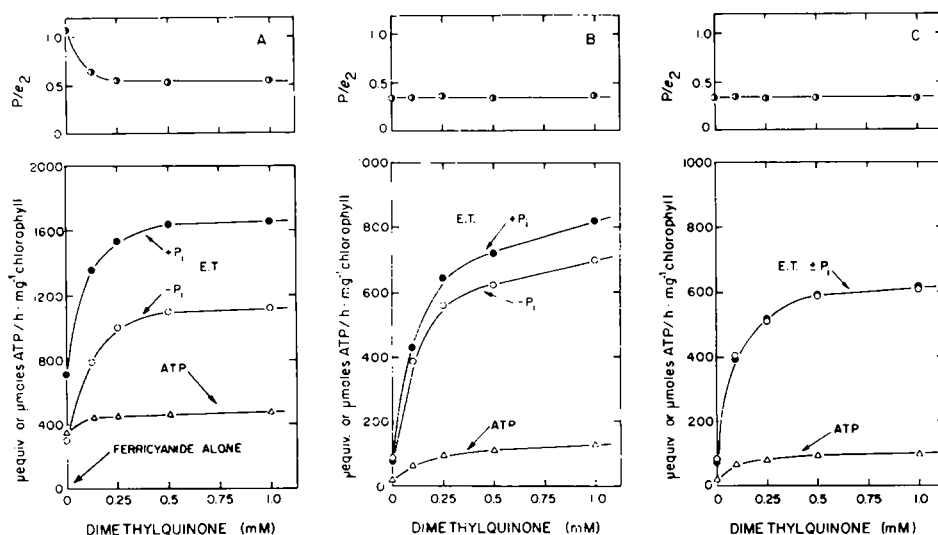 A
P/e₂
1.0
0.5
0
2000
1600
1200
800
400
0
+Pi
E.T.
-Pi
ATP
FERRICYANIDE ALONE
μequiv. or μmoles ATP/h · mg⁻¹ chlorophyll
0 0.25 0.5 0.75 1.0
DIMETHYLQUINONE (mM)
B
P/e₂
1.0
0.5
0
1000
800
600
400
200
0
E.T. +Pi
-Pi
ATP
μequiv. or μmoles ATP/h · mg⁻¹ chlorophyll
0 0.25 0.5 0.75 1.0
DIMETHYLQUINONE (mM)
C
P/e₂
1.0
0.5
0
1000
800
600
400
200
0
E.T. ± Pi
ATP
μequiv. or μmoles ATP/h · mg⁻¹ chlorophyll
0 0.25 0.5 0.75 1.0
DIMETHYLQUINONE (mM)